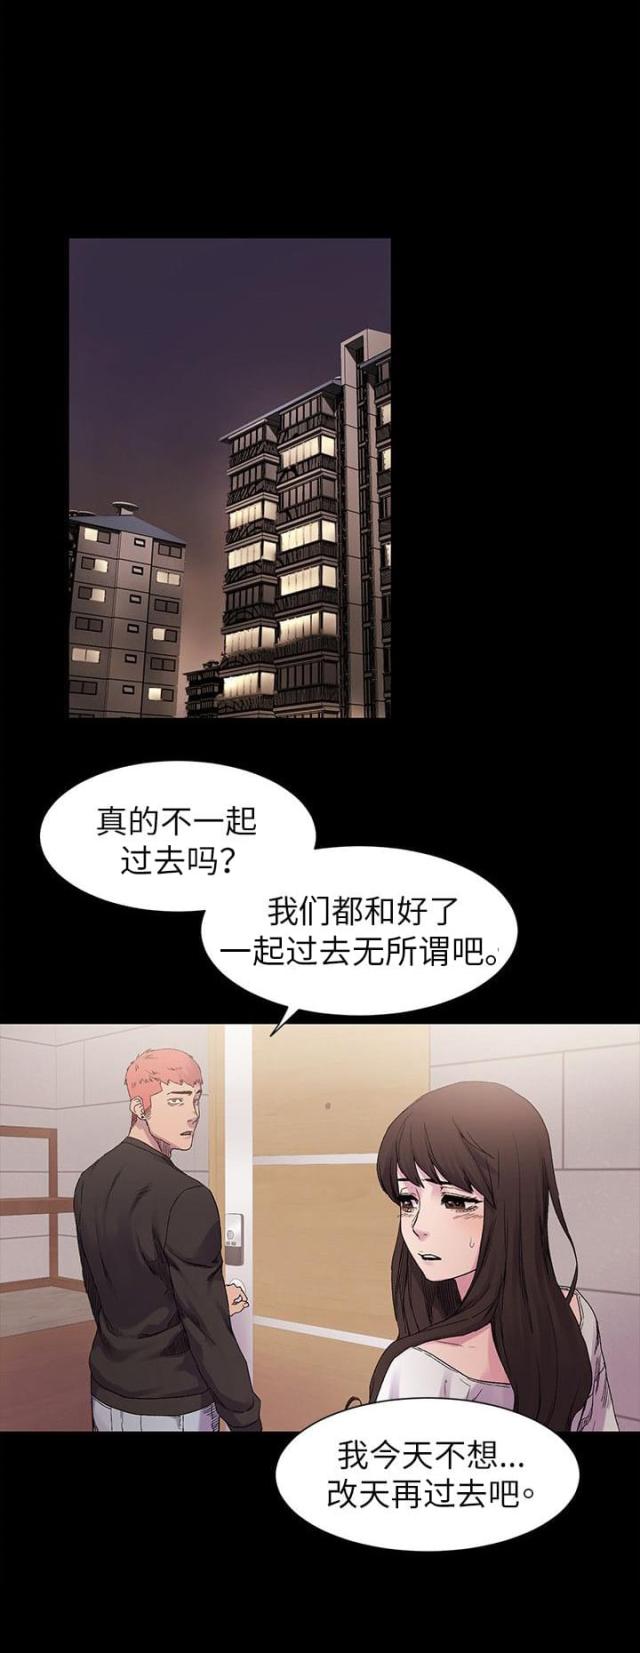 真的不一起
过去吗？
我们都和好了
一起过去无所谓吧。
我今天不想…
改天再过去吧。